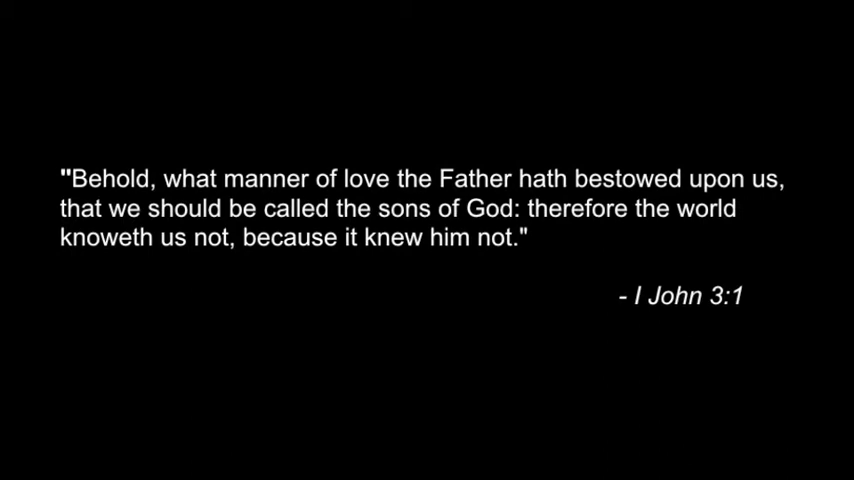 "Behold, what manner of love the Father hath bestowed upon us,
that we should be called the sons of God: therefore the world
knoweth us not, because it knew him not."
- I John 3:1